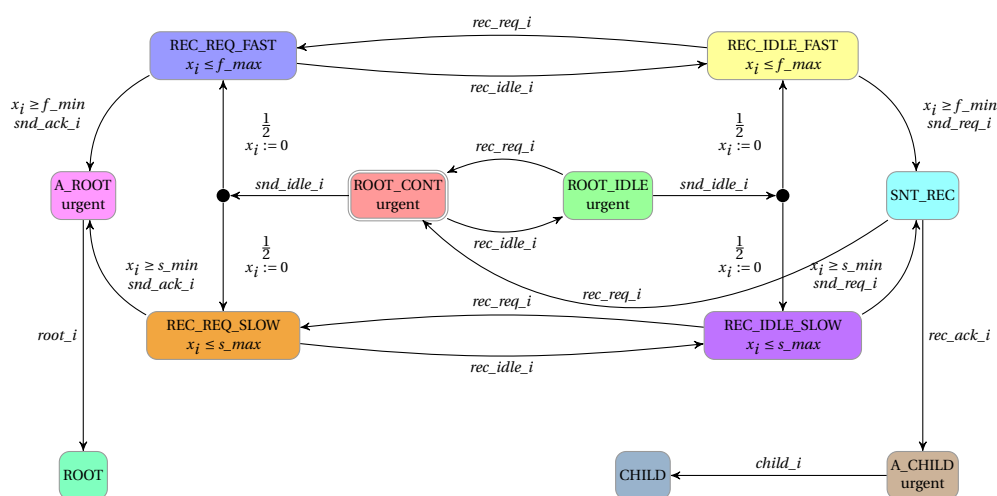 rec_req_i
REC_REQ_FAST
x_i ≤ f_max
REC_IDLE_FAST
x_i ≤ f_max
rec_idle_i
x_i ≥ f_min
snd_ack_i
x_i ≥ f_min
snd_req_i
1/2
x_i := 0
1/2
x_i := 0
rec_req_i
A_ROOT
urgent
snd_idle_i
ROOT_CONT
urgent
ROOT_IDLE
urgent
snd_idle_i
SNT_REC
rec_idle_i
1/2
x_i := 0
1/2
x_i := 0
x_i ≥ s_min
snd_ack_i
x_i ≥ s_min
snd_req_i
rec_req_i
rec_req_i
REC_REQ_SLOW
x_i ≤ s_max
REC_IDLE_SLOW
x_i ≤ s_max
root_i
rec_ack_i
rec_idle_i
ROOT
CHILD
child_i
A_CHILD
urgent